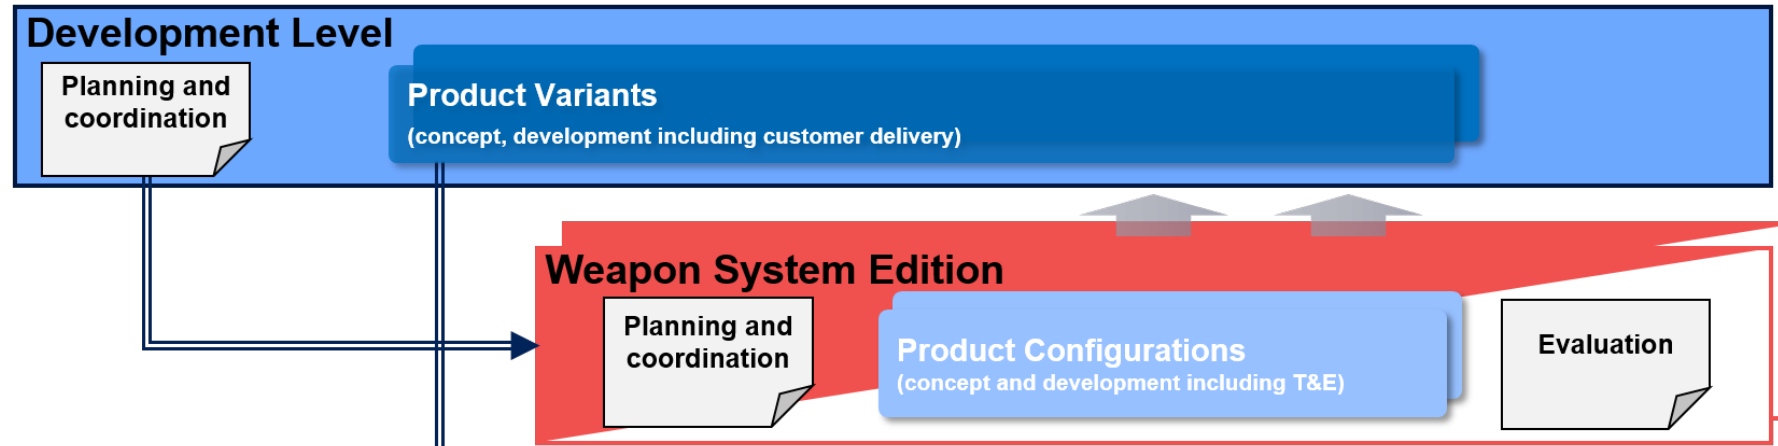 Development Level
Planning and
coordination
Product Variants
(concept, development including customer delivery)
Weapon System Edition
Planning and
coordination
Product Configurations
(concept and development including T&E)
Evaluation